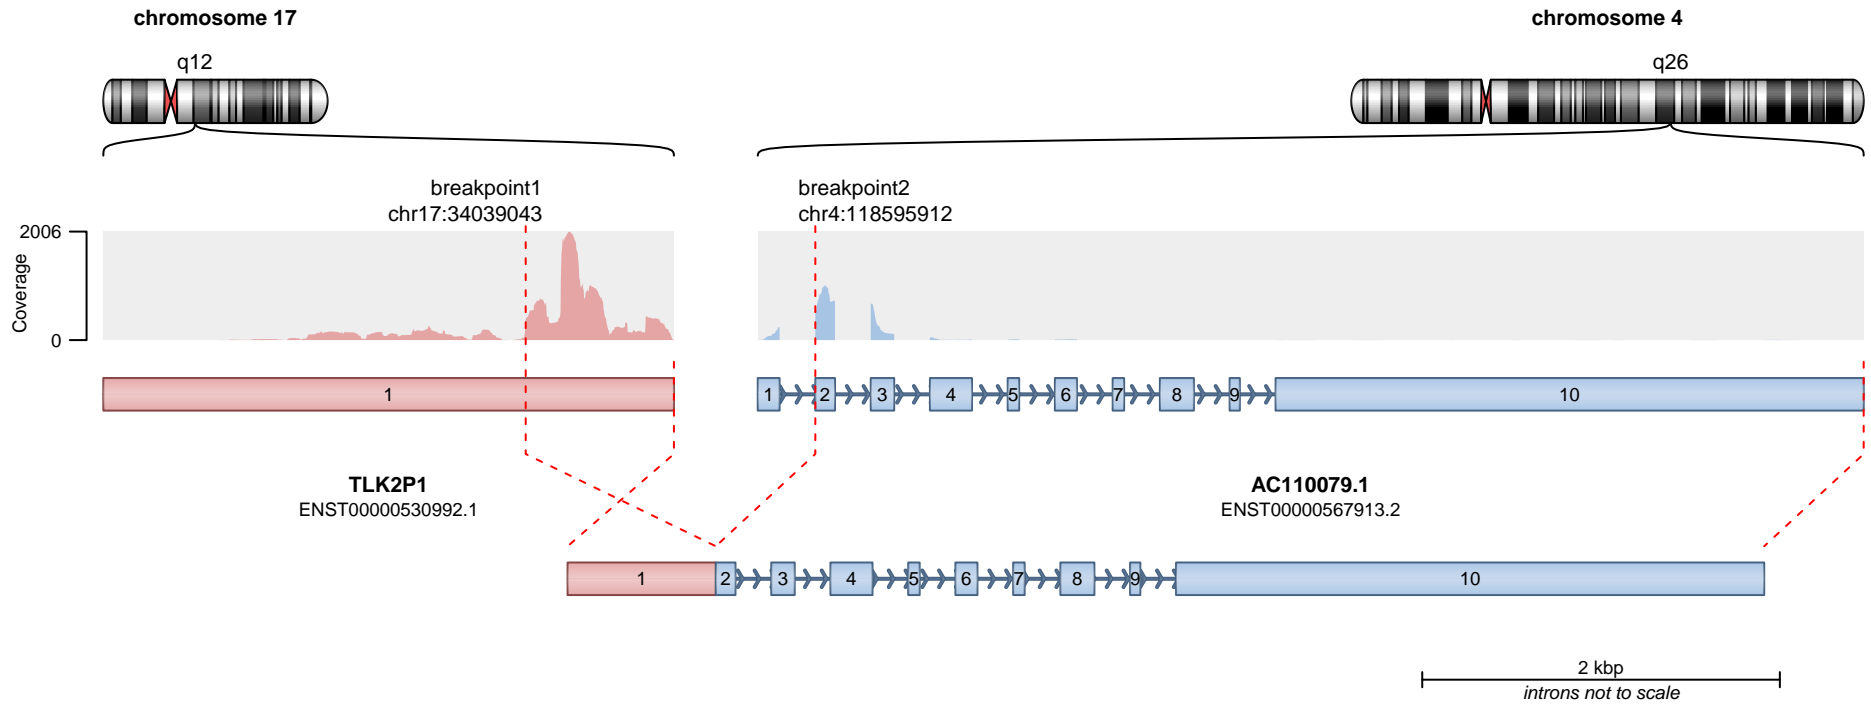 chromosome 17
chromosome 4
q12
q26
breakpoint1
chr17:34039043
breakpoint2
chr4:118595912
2006
Coverage
0
1
1 2 3 4 5 6 7 8 9 10
TLK2P1
ENST00000530992.1
AC110079.1
ENST00000567913.2
1 2 3 4 5 6 7 8 9 10
2 kbp
introns not to scale